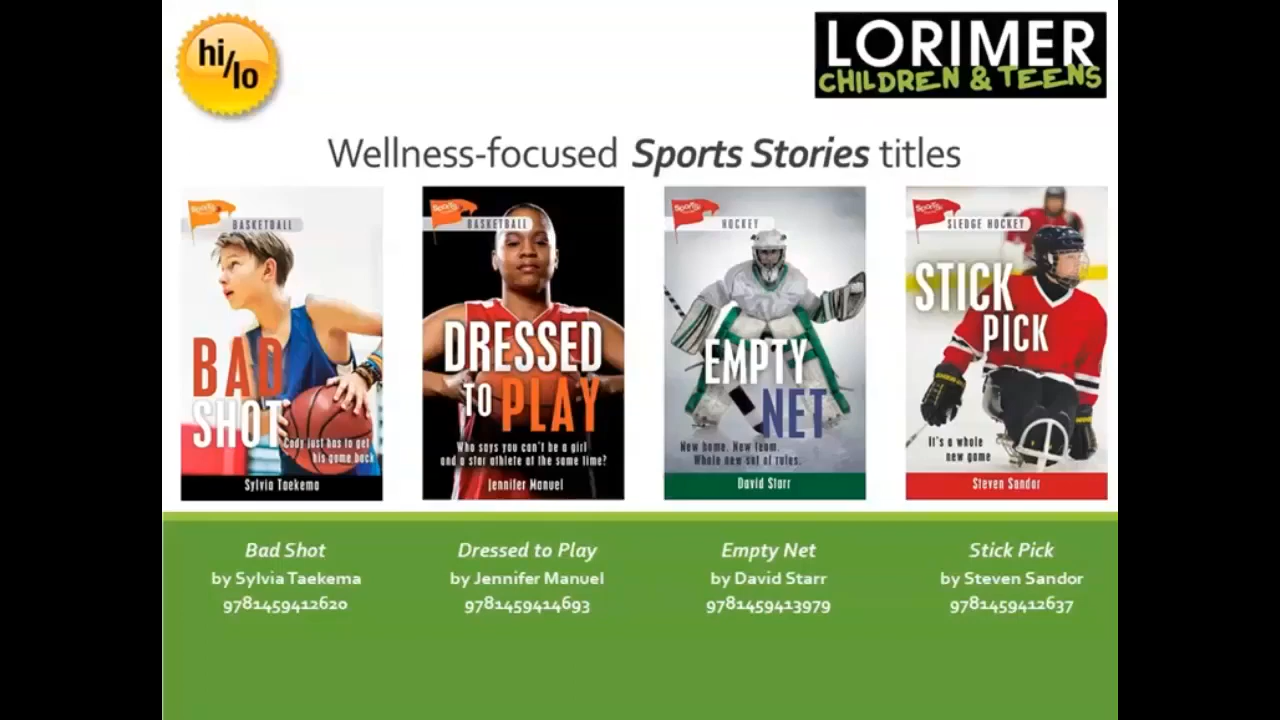 hi/lo
LORIMER
CHILDREN & TEENS
Wellness-focused Sports Stories titles
Sports
BASKETBALL
BAD
SHOT
Cody just has to get
his game back
Sylvia Taekema
Sports
BASKETBALL
DRESSED
TO PLAY
Who says you can't be a girl
and a star athlete at the same time?
Jennifer Manuel
Sports
HOCKEY
EMPTY
NET
New home. New team.
Whole new set of rules.
David Starr
Sports
SLEDGE HOCKEY
STICK
PICK
It's a whole
new game
Steven Sandor
Bad Shot
by Sylvia Taekema
9781459412620
Dressed to Play
by Jennifer Manuel
9781459414693
Empty Net
by David Starr
9781459413979
Stick Pick
by Steven Sandor
9781459412637